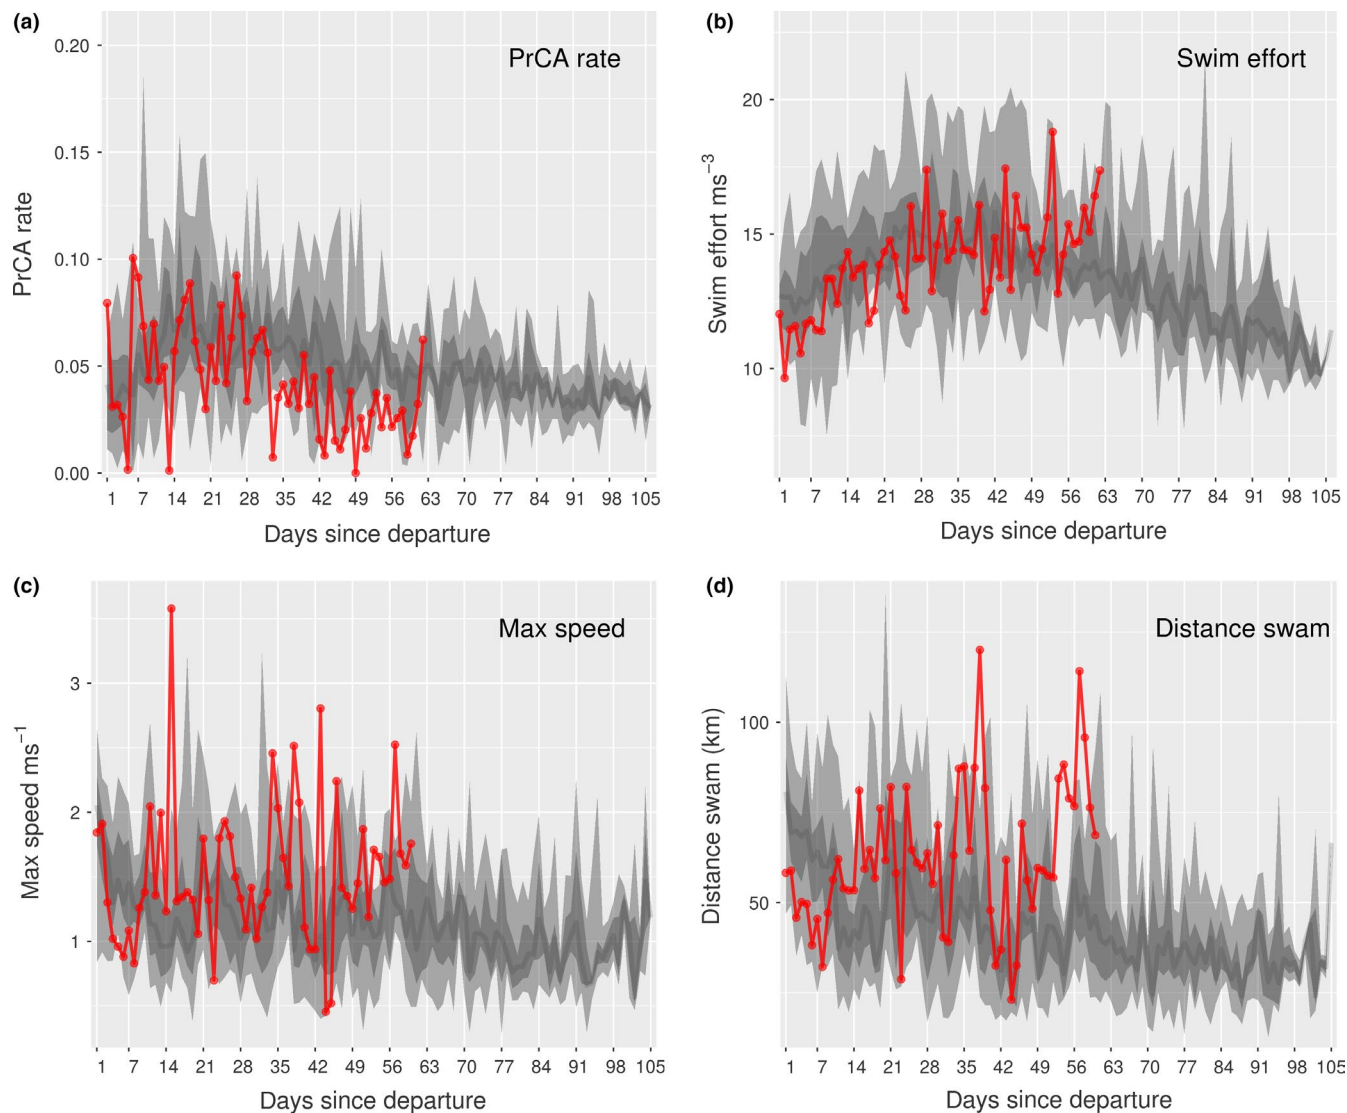 (a)
PrCA rate
0.20
0.15
0.10
0.05
0.00
PrCA rate
1 7 14 21 28 35 42 49 56 63 70 77 84 91 98 105
Days since departure
(b)
Swim effort
20
15
10
Swim effort ms⁻³
1 7 14 21 28 35 42 49 56 63 70 77 84 91 98 105
Days since departure
(c)
Max speed
3
2
1
Max speed ms⁻¹
1 7 14 21 28 35 42 49 56 63 70 77 84 91 98 105
Days since departure
(d)
Distance swam
100
50
Distance swam (km)
1 7 14 21 28 35 42 49 56 63 70 77 84 91 98 105
Days since departure